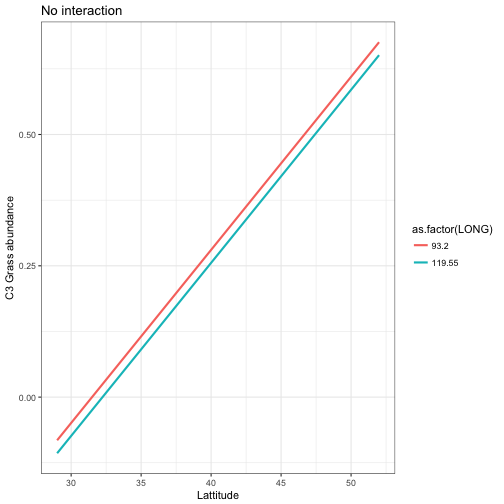 No interaction
C3 Grass abundance
0.50
0.25
0.00
30 35 40 45 50
Lattitude
as.factor(LONG)
93.2
119.55